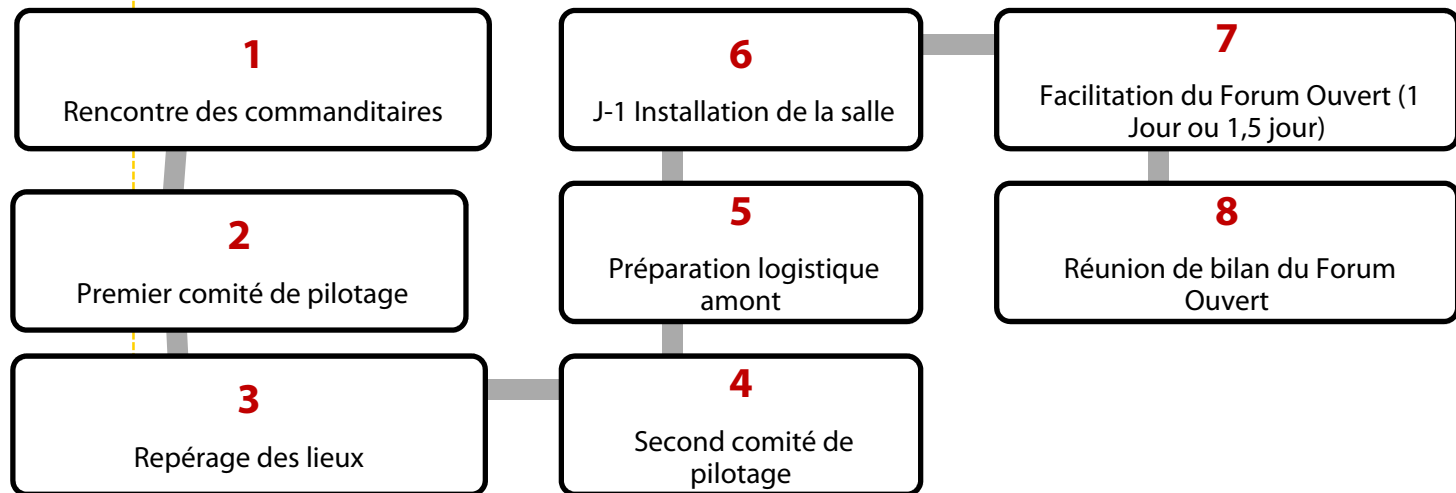 1
Rencontre des commanditaires
2
Premier comité de pilotage
3
Repérage des lieux
4
Second comité de
pilotage
5
Préparation logistique
amont
6
J-1 Installation de la salle
7
Facilitation du Forum Ouvert (1
Jour ou 1,5 jour)
8
Réunion de bilan du Forum
Ouvert